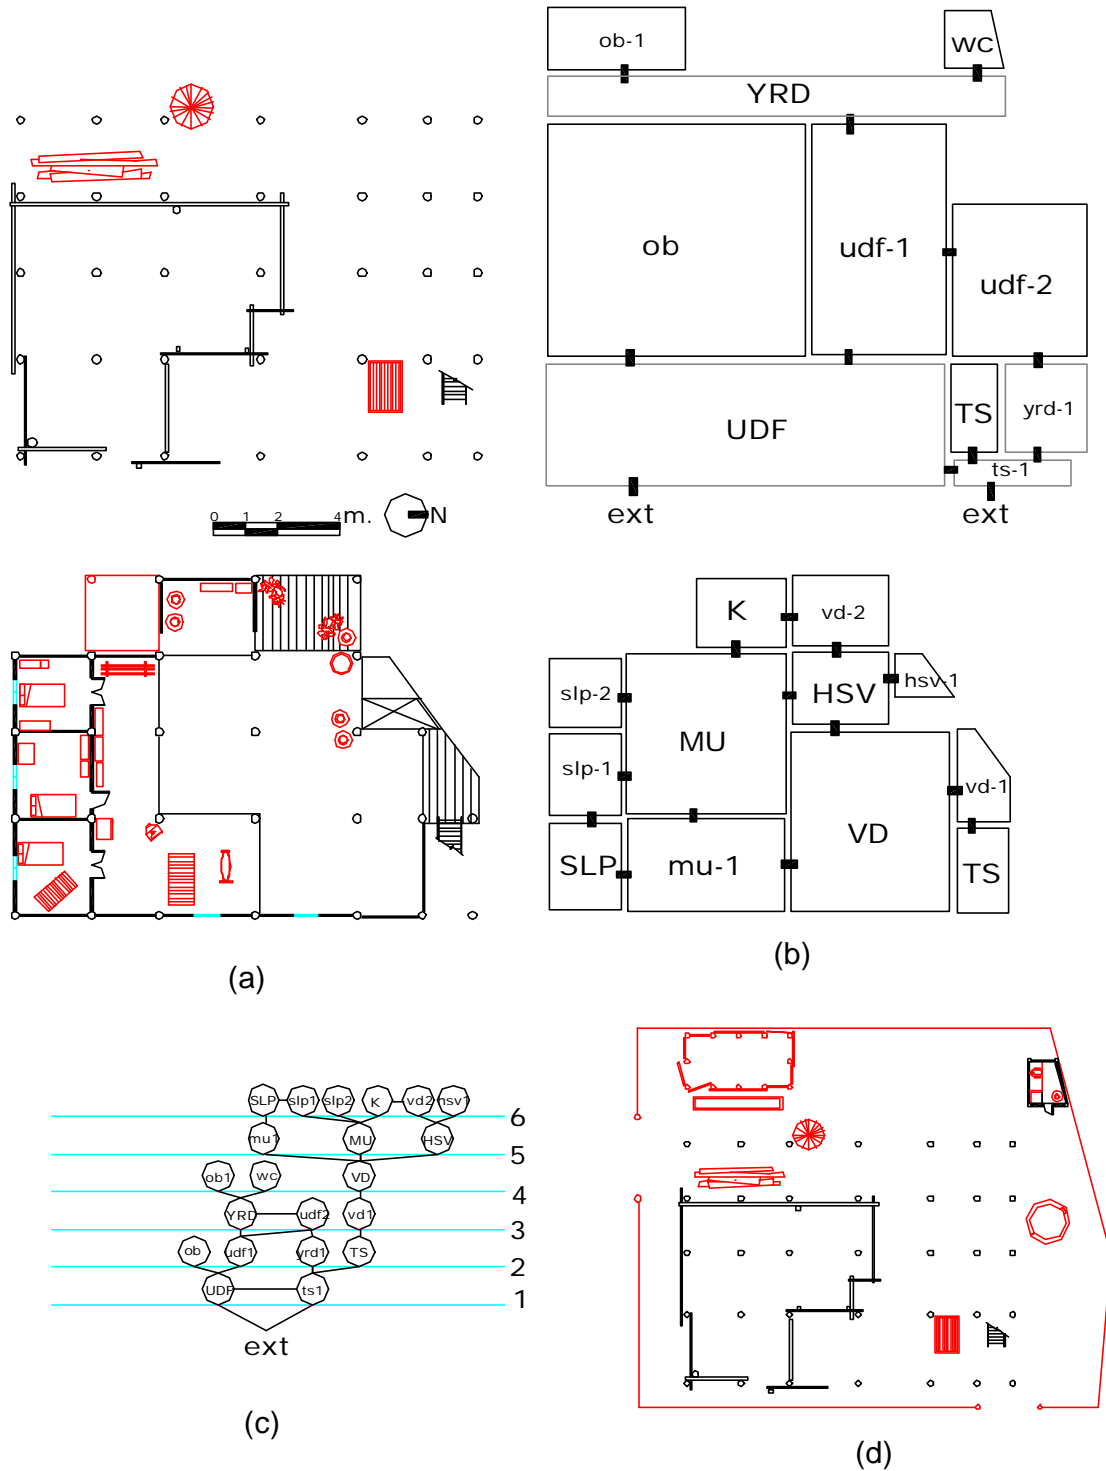 ob-1
WC
YRD
ob
udf-1
udf-2
UDF
TS
yrd-1
ts-1
ext
ext
0 1 2 4 m.
N
K
vd-2
slp-2
HSV
hsv-1
MU
slp-1
vd-1
VD
SLP
mu-1
TS
(a)
(b)
SLP slp1 slp2 K vd2 hsv1
6
mu1 MU HSV
5
ob1 wc VD
4
YRD udf2 vd1
3
ob udf1 yrd1 TS
2
UDF ts1
1
ext
(c)
(d)